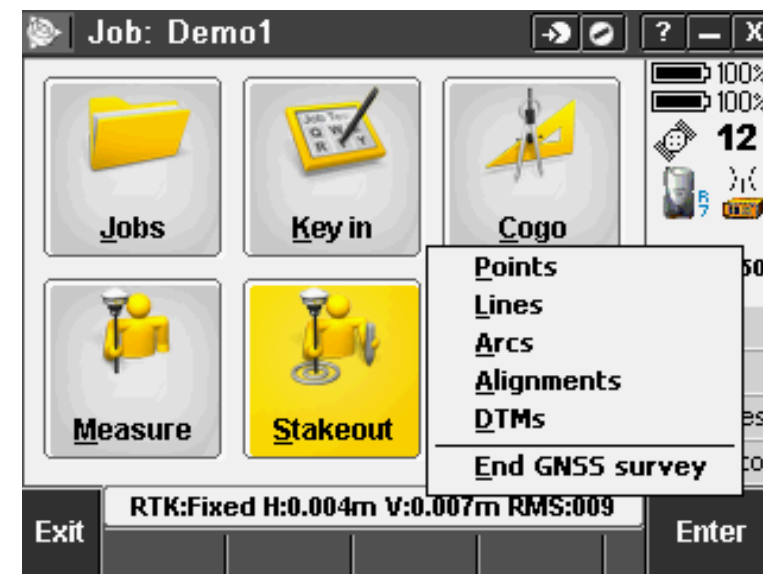 Job: Demo1
? X
100%
100%
12
R
7
Jobs
Key in
Cogo
Points
Lines
Arcs
Alignments
DTMs
End GNSS survey
Measure
Stakeout
RTK:Fixed H:0.004m V:0.007m RMS:009
Exit
Enter